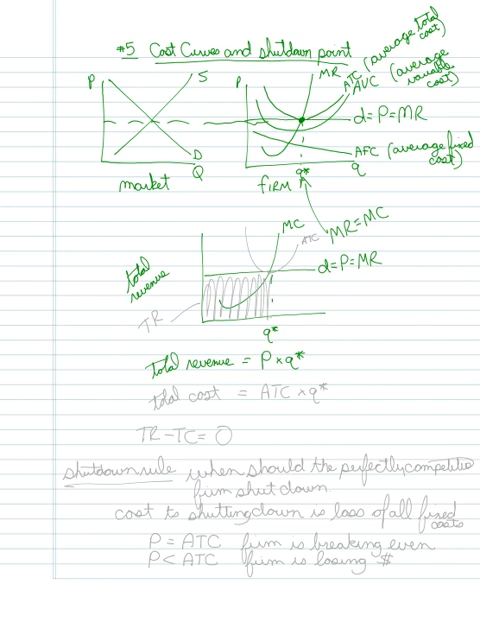 #5 Cost Curves and shutdown point
P S
D
Q
market
P
MR
ATC (average total cost)
AVC (average variable cost)
d=P=MR
AFC (average fixed cost)
q* q
FIRM
MR=MC
MC
ATC
d=P=MR
total revenue
TR
q*
total revenue = P x q*
total cost = ATC x q*
TR - TC = 0
shutdown rule when should the perfectly competitive
firm shut down.
cost to shutting down is loss of all fixed costs
P = ATC firm is breaking even
P < ATC firm is losing $